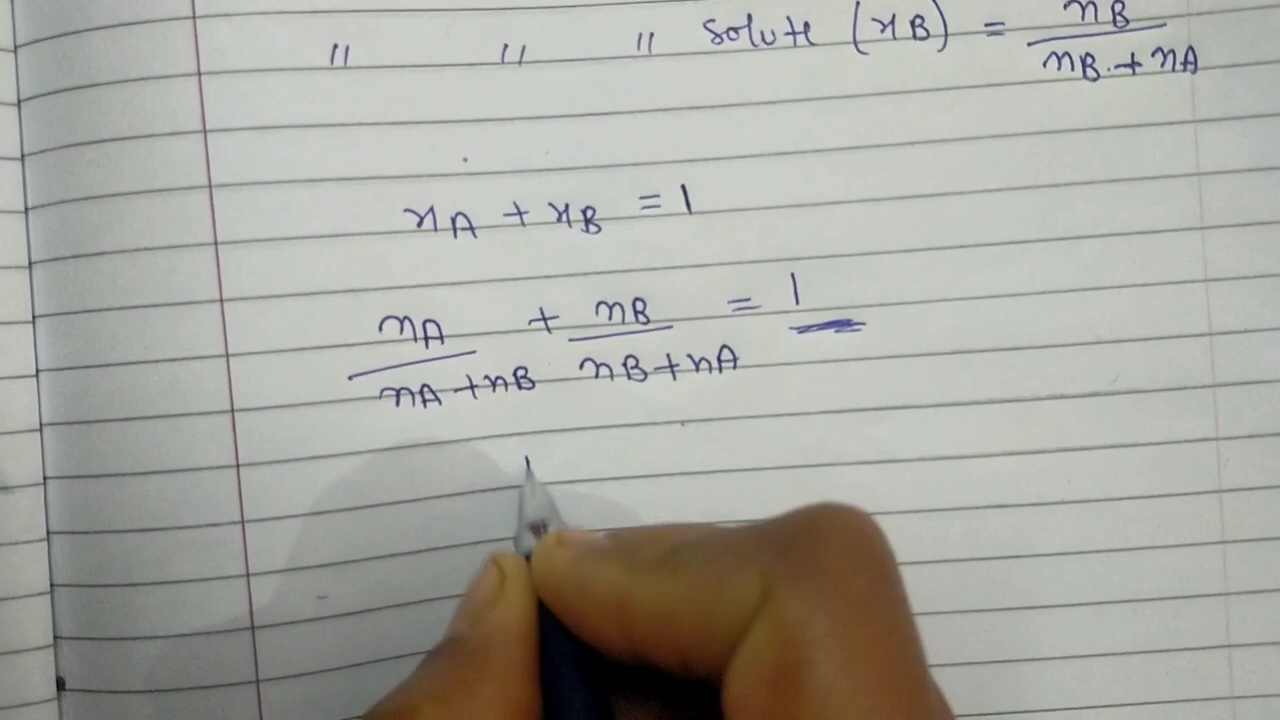 " " " Solute (xB) = nB / nB + nA
xA + xB = 1
nA / nA + nB + nB / nB + nA = 1